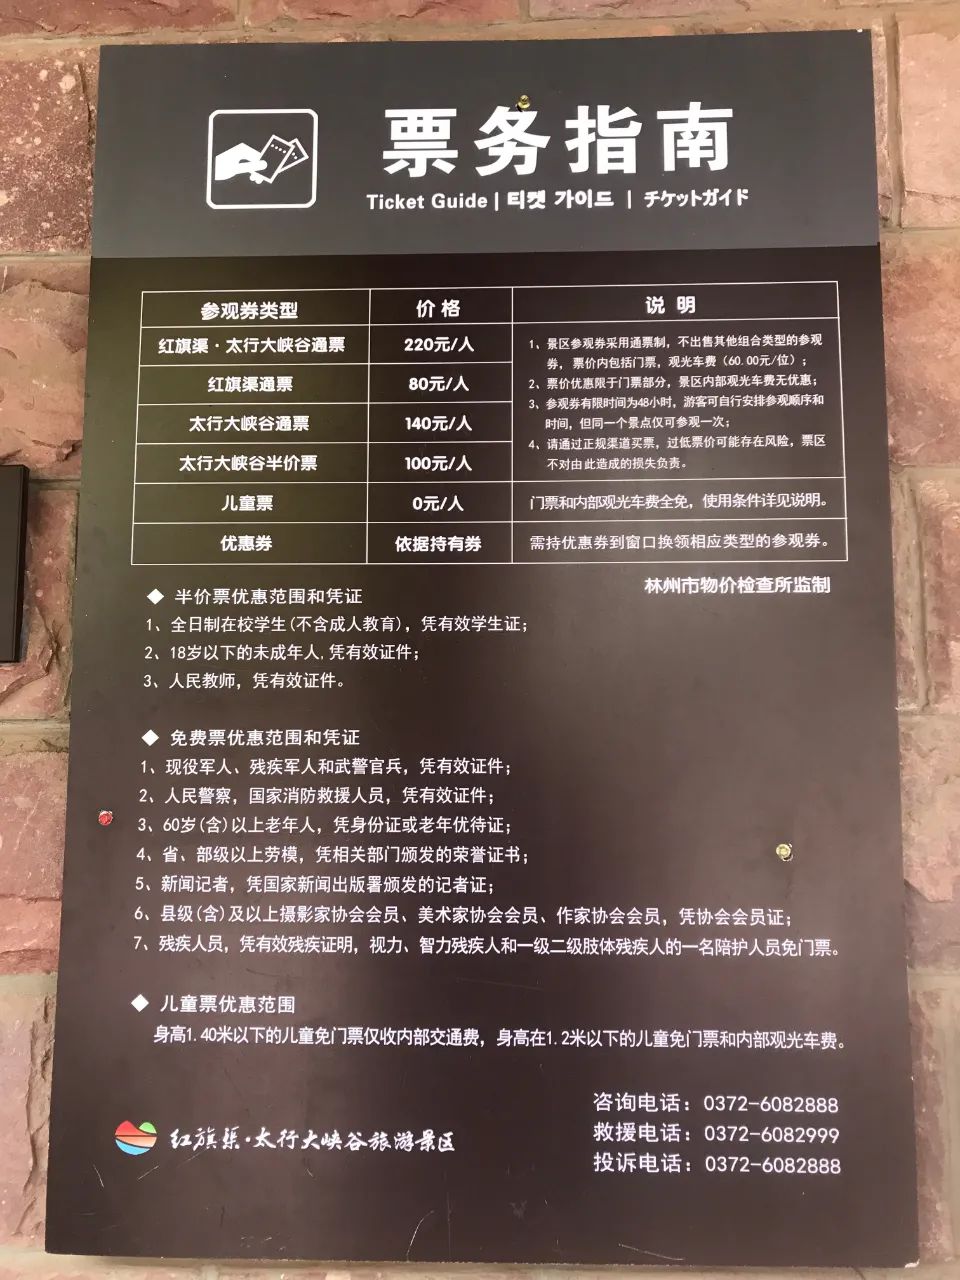 票务指南
Ticket Guide | 티켓 가이드 | チケットガイド
参观券类型 价格 说明
红旗渠·太行大峡谷通票 220元/人
红旗渠通票 80元/人
太行大峡谷通票 140元/人
太行大峡谷半价票 100元/人
1、景区参观券采用通票制，不出售其他组合类型的参观
券，票价内包括门票，观光车费（60.00元/位）；
2、票价优惠限于门票部分，景区内部观光车费无优惠；
3、参观券有限时间为48小时，游客可自行安排参观顺序和
时间，但同一个景点仅可参观一次；
4、请通过正规渠道买票，过低票价可能存在风险，票区
不对由此造成的损失负责。
儿童票 0元/人 门票和内部观光车费全免，使用条件详见说明。
优惠券 依据持有券 需持优惠券到窗口换领相应类型的参观券。
林州市物价检查所监制
◆ 半价票优惠范围和凭证
1、全日制在校学生(不含成人教育)，凭有效学生证；
2、18岁以下的未成年人,凭有效证件；
3、人民教师，凭有效证件。
◆ 免费票优惠范围和凭证
1、现役军人、残疾军人和武警官兵，凭有效证件；
2、人民警察，国家消防救援人员，凭有效证件；
3、60岁(含)以上老年人，凭身份证或老年优待证；
4、省、部级以上劳模，凭相关部门颁发的荣誉证书；
5、新闻记者，凭国家新闻出版署颁发的记者证；
6、县级(含)及以上摄影家协会会员、美术家协会会员、作家协会会员，凭协会会员证；
7、残疾人员，凭有效残疾证明，视力、智力残疾人和一级二级肢体残疾人的一名陪护人员免门票。
◆ 儿童票优惠范围
身高1.40米以下的儿童免门票仅收内部交通费，身高在1.2米以下的儿童免门票和内部观光车费。
咨询电话：0372-6082888
救援电话：0372-6082999
投诉电话：0372-6082888
红旗渠·太行大峡谷旅游景区